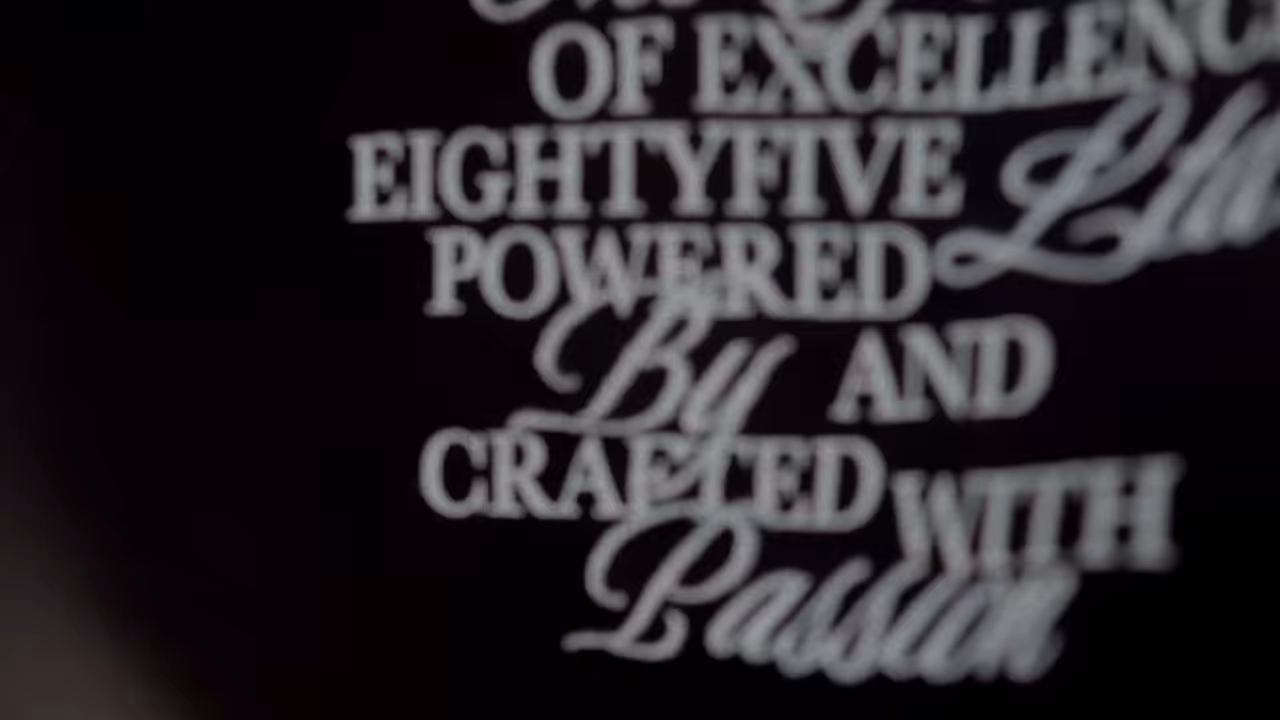 OF EXCELLENC
EIGHTYFIVE
POWERED
By AND
CRAFTED WITH
Passion